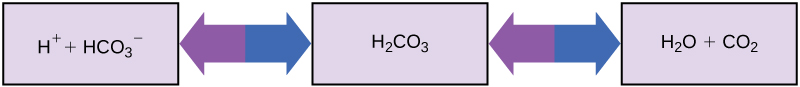 H⁺ + HCO₃⁻
H₂CO₃
H₂O + CO₂